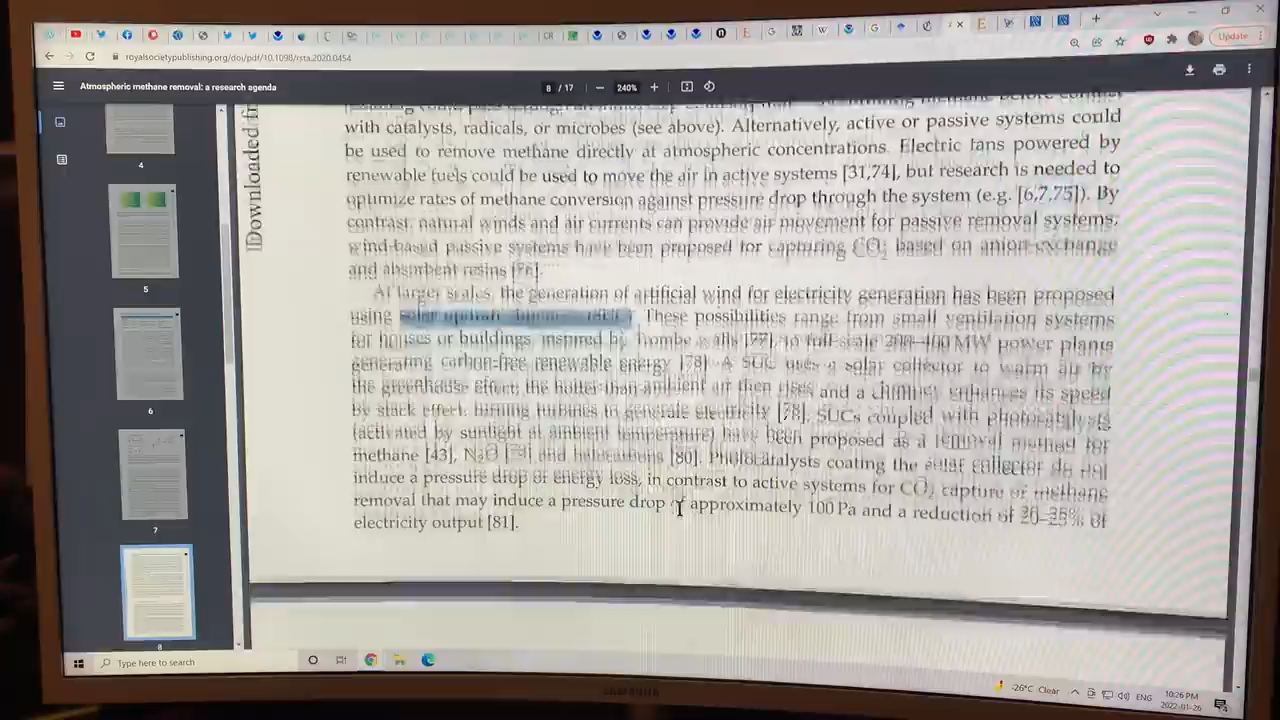 Update
royalsocietypublishing.org/doi/pdf/10.1098/rsta.2020.0454
Atmospheric methane removal: a research agenda
8 / 17
240%
4
5
6
7
8
Downloaded
with catalysts, radicals, or microbes (see above). Alternatively, active or passive systems could
be used to remove methane directly at atmospheric concentrations. Electric fans powered by
renewable fuels could be used to move the air in active systems [31,74], but research is needed to
optimize rates of methane conversion against pressure drop through the system (e.g. [6,7,75]). By
contrast, natural winds and air currents can provide air movement for passive removal systems;
wind-based passive systems have been proposed for capturing CO₂ based on anion-exchange
and absorbent resins [76].
At larger scales, the generation of artificial wind for electricity generation has been proposed
using solar updraft chimneys (SUC). These possibilities range from small ventilation systems
for houses or buildings, inspired by Trombe walls [77], to full-scale 200–400 MW power plants
generating carbon-free renewable energy [78]. A SUC uses a solar collector to warm air by
the greenhouse effect; the hotter-than-ambient air then rises and a chimney enhances its speed
by stack effect, turning turbines to generate electricity [78]. SUCs coupled with photocatalysts
(activated by sunlight at ambient temperature) have been proposed as a removal method for
methane [43], N₂O [79] and halocarbons [80]. Photocatalysts coating the solar collector do not
induce a pressure drop or energy loss, in contrast to active systems for CO₂ capture or methane
removal that may induce a pressure drop of approximately 100 Pa and a reduction of 20–25% of
electricity output [81].
Type here to search
-26°C Clear
ENG
10:26 PM
2022-01-26
SAMSUNG